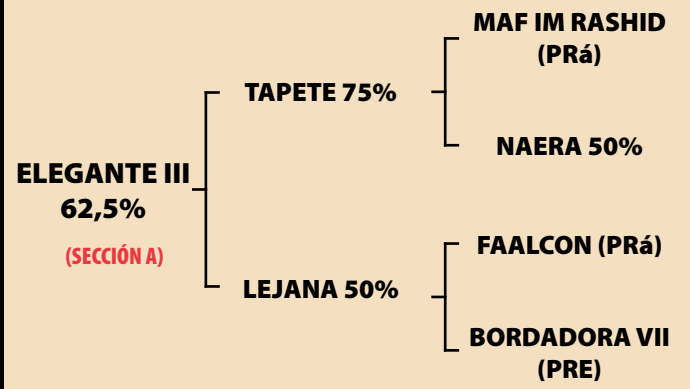 MAF IM RASHID
(PRá)
TAPETE 75%
NAERA 50%
ELEGANTE III
62,5%
(SECCIÓN A)
FAALCON (PRá)
LEJANA 50%
BORDADORA VII
(PRE)